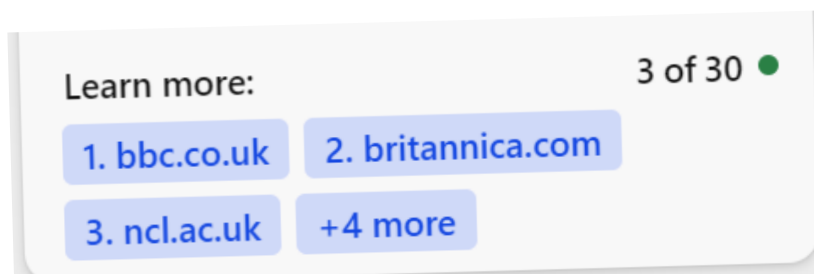 Learn more: 3 of 30
1. bbc.co.uk 2. britannica.com
3. ncl.ac.uk +4 more